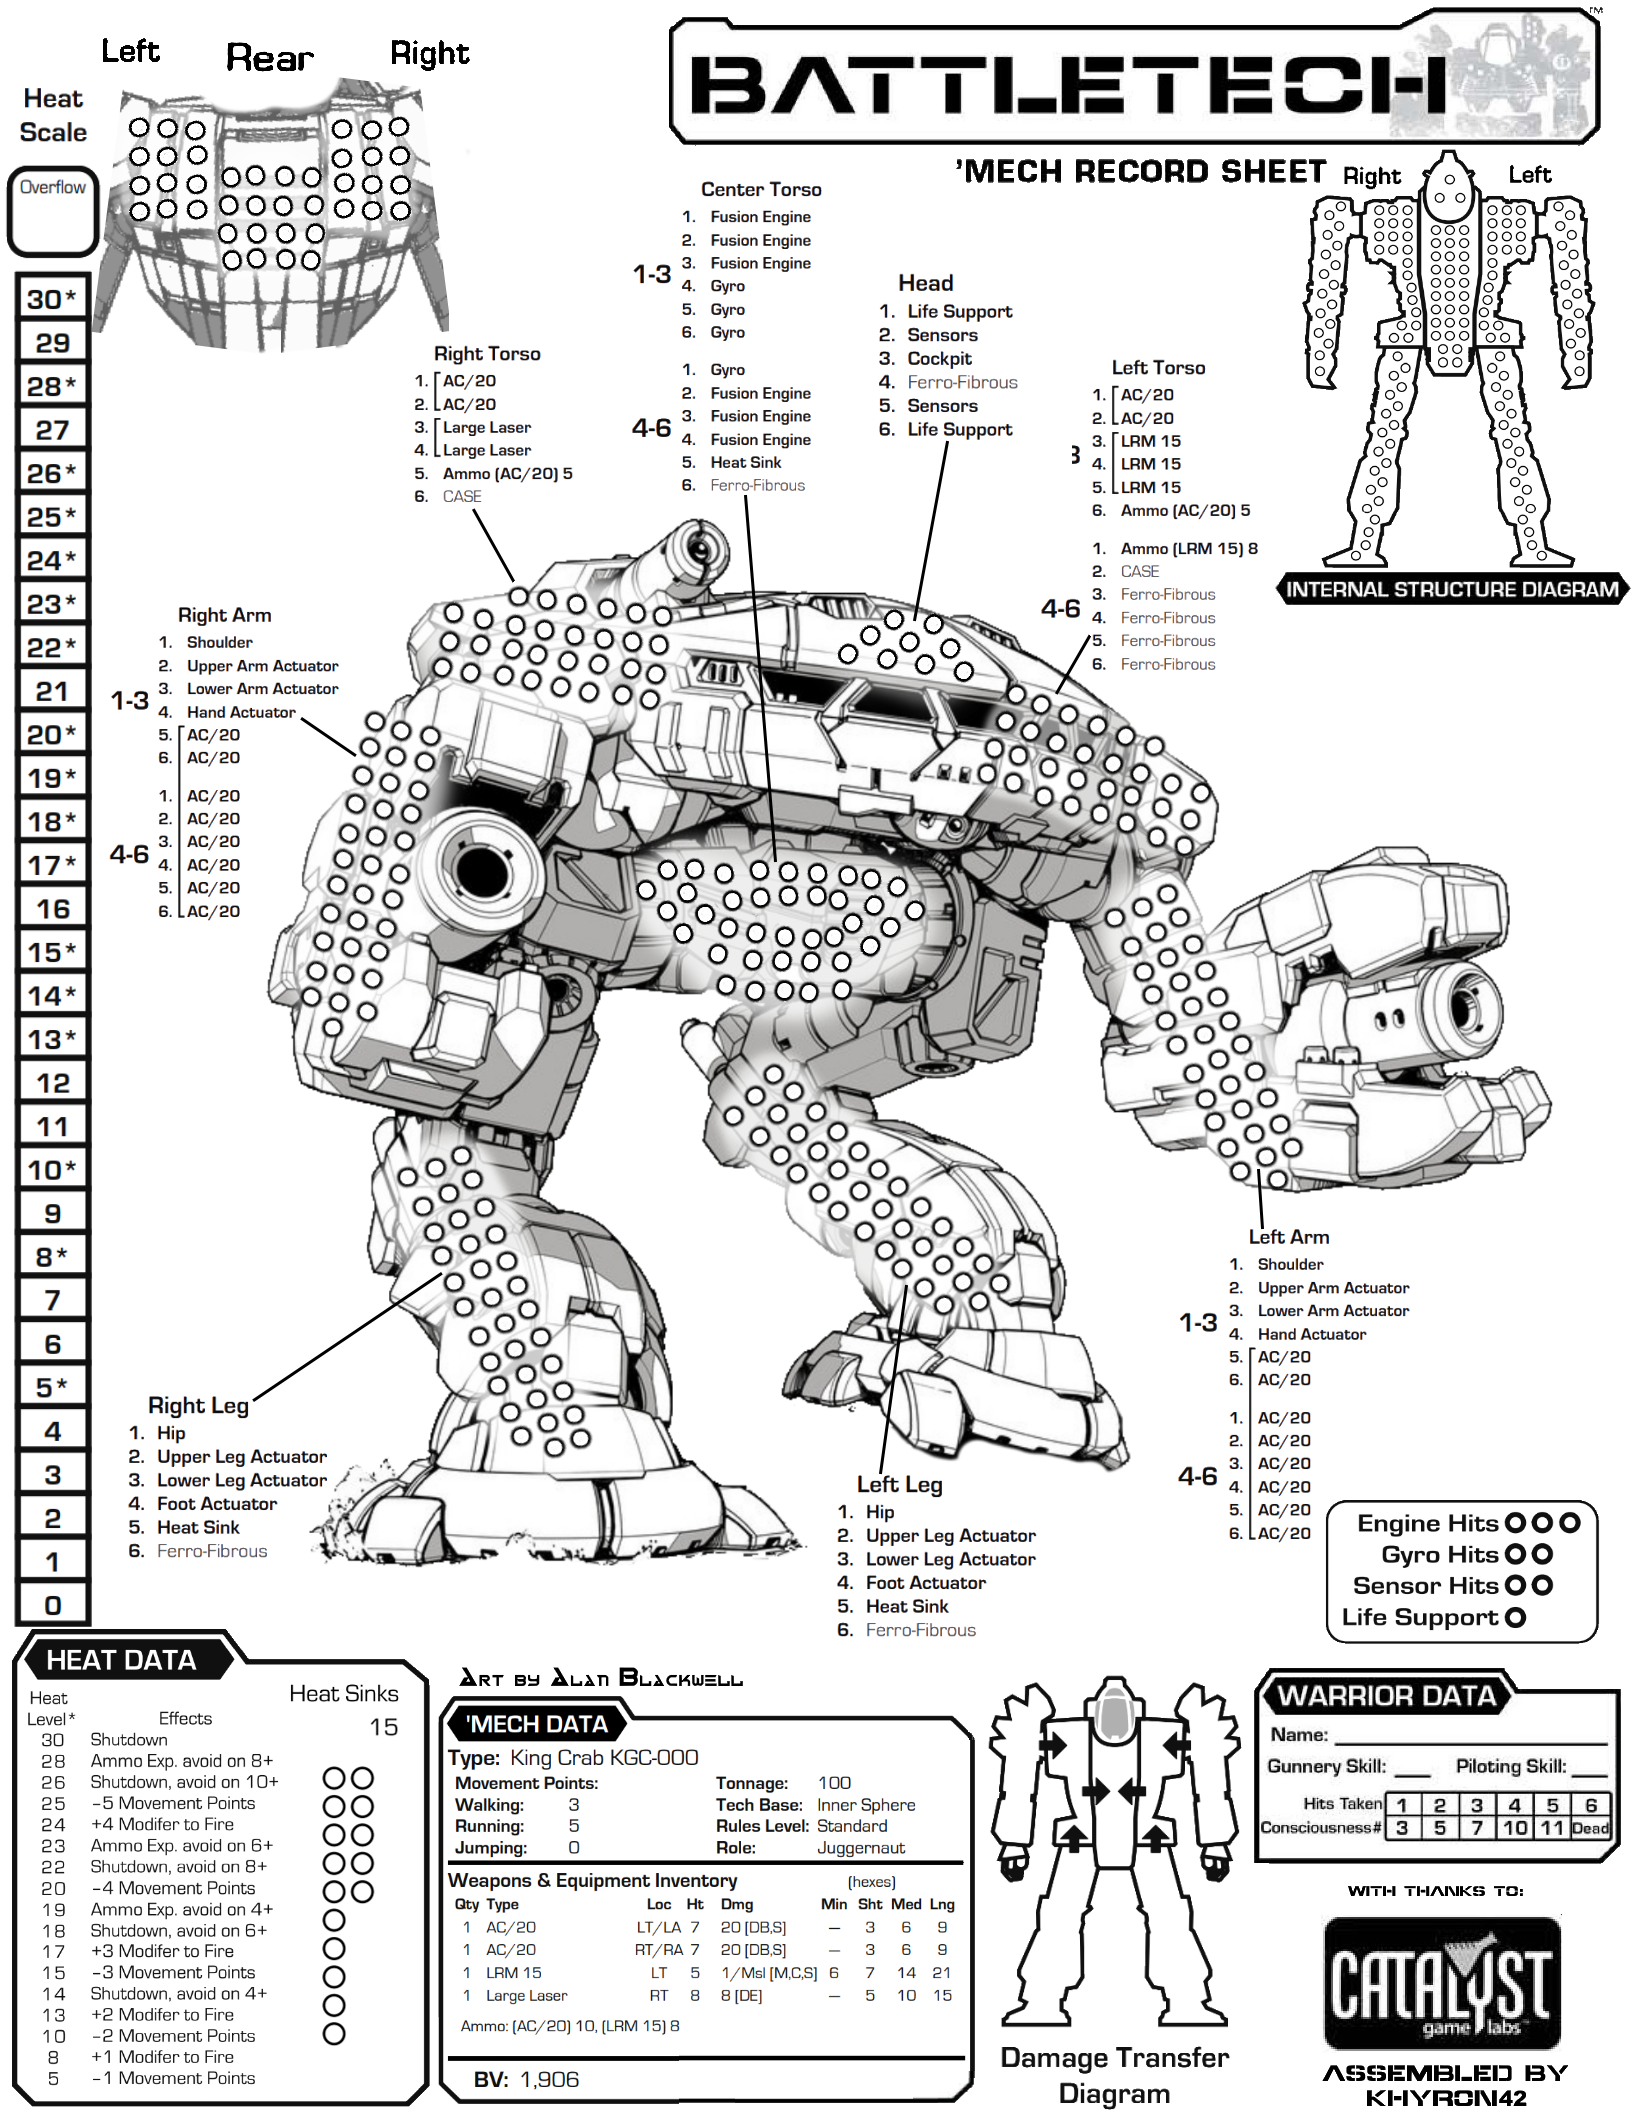 BATTLETECH™
'MECH RECORD SHEET
Left Rear Right
Heat
Scale
Overflow
30*
29
28*
27
26*
25*
24*
23*
22*
21
20*
19*
18*
17*
16
15*
14*
13*
12
11
10*
9
8*
7
6
5*
4
3
2
1
0
Center Torso
1-3
1. Fusion Engine
2. Fusion Engine
3. Fusion Engine
4. Gyro
5. Gyro
6. Gyro
4-6
1. Gyro
2. Fusion Engine
3. Fusion Engine
4. Fusion Engine
5. Heat Sink
6. Ferro-Fibrous
Head
1. Life Support
2. Sensors
3. Cockpit
4. Ferro-Fibrous
5. Sensors
6. Life Support
Right Torso
1. AC/20
2. AC/20
3. Large Laser
4. Large Laser
5. Ammo (AC/20) 5
6. CASE
Left Torso
3
1. AC/20
2. AC/20
3. LRM 15
4. LRM 15
5. LRM 15
6. Ammo (AC/20) 5
4-6
1. Ammo (LRM 15) 8
2. CASE
3. Ferro-Fibrous
4. Ferro-Fibrous
5. Ferro-Fibrous
6. Ferro-Fibrous
Right Left
INTERNAL STRUCTURE DIAGRAM
Right Arm
1-3
1. Shoulder
2. Upper Arm Actuator
3. Lower Arm Actuator
4. Hand Actuator
5. AC/20
6. AC/20
4-6
1. AC/20
2. AC/20
3. AC/20
4. AC/20
5. AC/20
6. AC/20
Left Arm
1-3
1. Shoulder
2. Upper Arm Actuator
3. Lower Arm Actuator
4. Hand Actuator
5. AC/20
6. AC/20
4-6
1. AC/20
2. AC/20
3. AC/20
4. AC/20
5. AC/20
6. AC/20
Right Leg
1. Hip
2. Upper Leg Actuator
3. Lower Leg Actuator
4. Foot Actuator
5. Heat Sink
6. Ferro-Fibrous
Left Leg
1. Hip
2. Upper Leg Actuator
3. Lower Leg Actuator
4. Foot Actuator
5. Heat Sink
6. Ferro-Fibrous
Engine Hits
Gyro Hits
Sensor Hits
Life Support
HEAT DATA
Heat Sinks
15
Heat
Level* Effects
30 Shutdown
28 Ammo Exp. avoid on 8+
26 Shutdown, avoid on 10+
25 -5 Movement Points
24 +4 Modifer to Fire
23 Ammo Exp. avoid on 6+
22 Shutdown, avoid on 8+
20 -4 Movement Points
19 Ammo Exp. avoid on 4+
18 Shutdown, avoid on 6+
17 +3 Modifer to Fire
15 -3 Movement Points
14 Shutdown, avoid on 4+
13 +2 Modifer to Fire
10 -2 Movement Points
8 +1 Modifer to Fire
5 -1 Movement Points
Art by Alan Blackwell
'MECH DATA
Type: King Crab KGC-000
Movement Points: Tonnage: 100
Walking: 3 Tech Base: Inner Sphere
Running: 5 Rules Level: Standard
Jumping: 0 Role: Juggernaut
Weapons & Equipment Inventory (hexes)
Qty Type Loc Ht Dmg Min Sht Med Lng
1 AC/20 LT/LA 7 20 [DB,S] — 3 6 9
1 AC/20 RT/RA 7 20 [DB,S] — 3 6 9
1 LRM 15 LT 5 1/Msl [M,C,S] 6 7 14 21
1 Large Laser RT 8 8 [DE] — 5 10 15
Ammo: (AC/20) 10, (LRM 15) 8
BV: 1,906
Damage Transfer
Diagram
WARRIOR DATA
Name:
Gunnery Skill: Piloting Skill:
Hits Taken 1 2 3 4 5 6
Consciousness# 3 5 7 10 11 Dead
WITH THANKS TO:
CATALYST
game labs™
ASSEMBLED BY
KHYRON42